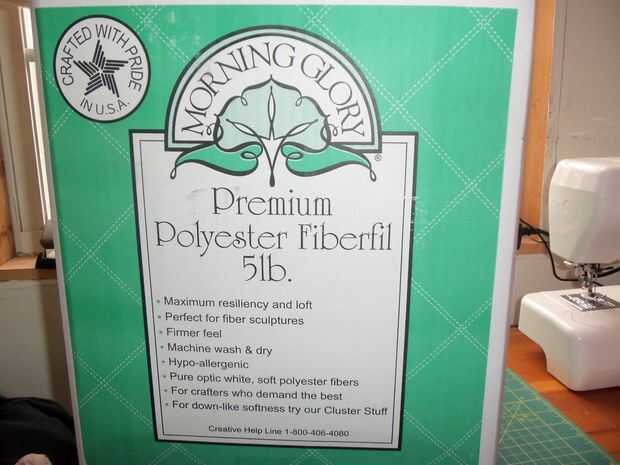 CRAFTED WITH PRIDE
IN U.S.A.
MORNING GLORY
®
Premium
Polyester Fiberfil
5lb.
• Maximum resiliency and loft
• Perfect for fiber sculptures
• Firmer feel
• Machine wash & dry
• Hypo-allergenic
• Pure optic white, soft polyester fibers
• For crafters who demand the best
• For down-like softness try our Cluster Stuff
Creative Help Line 1-800-406-4080